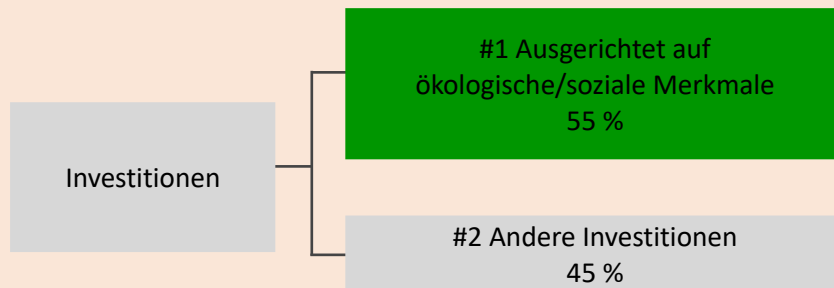 #1 Ausgerichtet auf
ökologische/soziale Merkmale
55 %
Investitionen
#2 Andere Investitionen
45 %